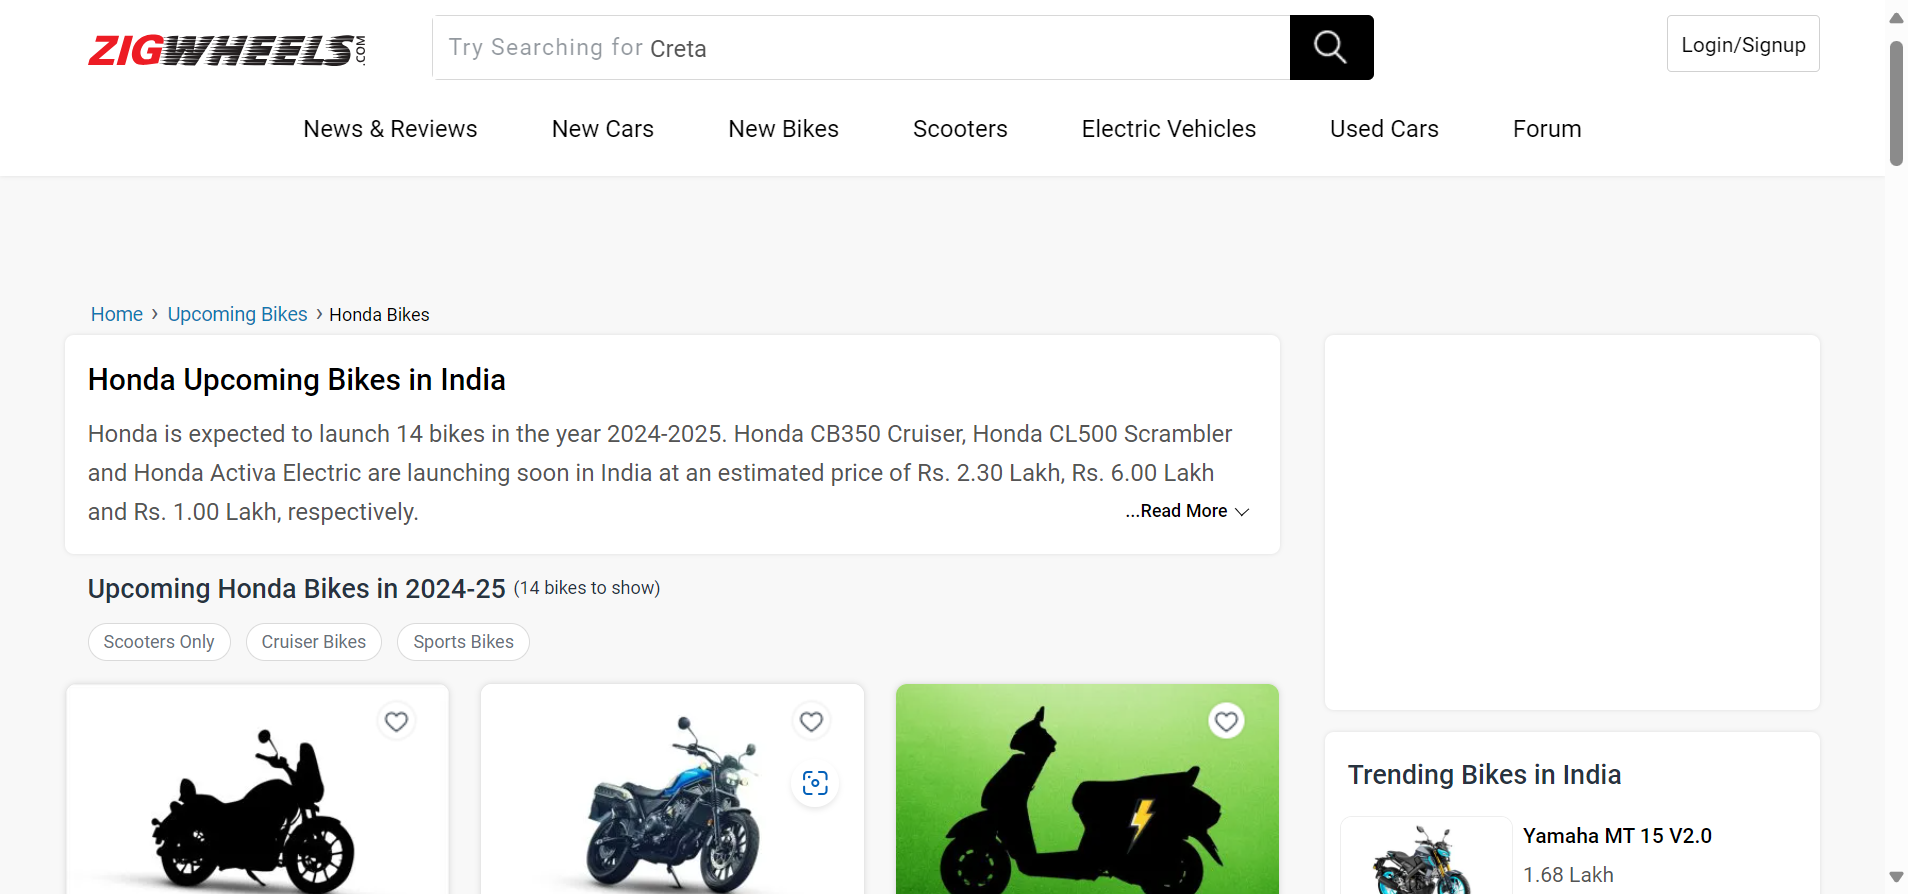 ZIGWHEELS.COM
Try Searching for Creta
Login/Signup
News & Reviews
New Cars
New Bikes
Scooters
Electric Vehicles
Used Cars
Forum
Home › Upcoming Bikes › Honda Bikes
Honda Upcoming Bikes in India
Honda is expected to launch 14 bikes in the year 2024-2025. Honda CB350 Cruiser, Honda CL500 Scrambler
and Honda Activa Electric are launching soon in India at an estimated price of Rs. 2.30 Lakh, Rs. 6.00 Lakh
and Rs. 1.00 Lakh, respectively.
...Read More
Upcoming Honda Bikes in 2024-25 (14 bikes to show)
Scooters Only
Cruiser Bikes
Sports Bikes
Trending Bikes in India
Yamaha MT 15 V2.0
1.68 Lakh